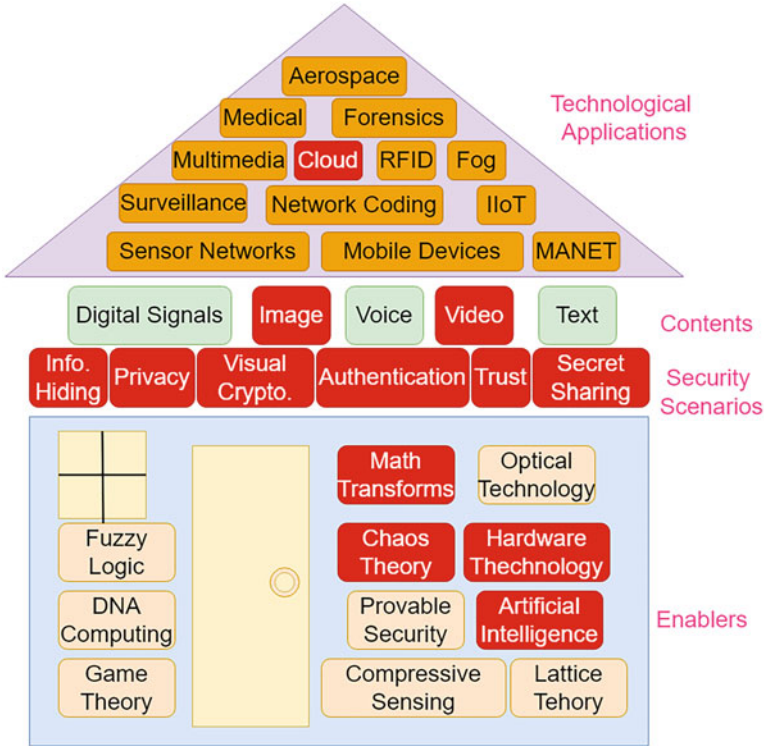 Aerospace
Technological
Applications
Medical
Forensics
Multimedia
Cloud
RFID
Fog
Surveillance
Network Coding
IIoT
Sensor Networks
Mobile Devices
MANET
Digital Signals
Image
Voice
Video
Text
Contents
Info.
Hiding
Privacy
Visual
Crypto.
Authentication
Trust
Secret
Sharing
Security
Scenarios
Math
Transforms
Optical
Technology
Fuzzy
Logic
Chaos
Theory
Hardware
Thechnology
DNA
Computing
Provable
Security
Artificial
Intelligence
Enablers
Game
Theory
Compressive
Sensing
Lattice
Tehory